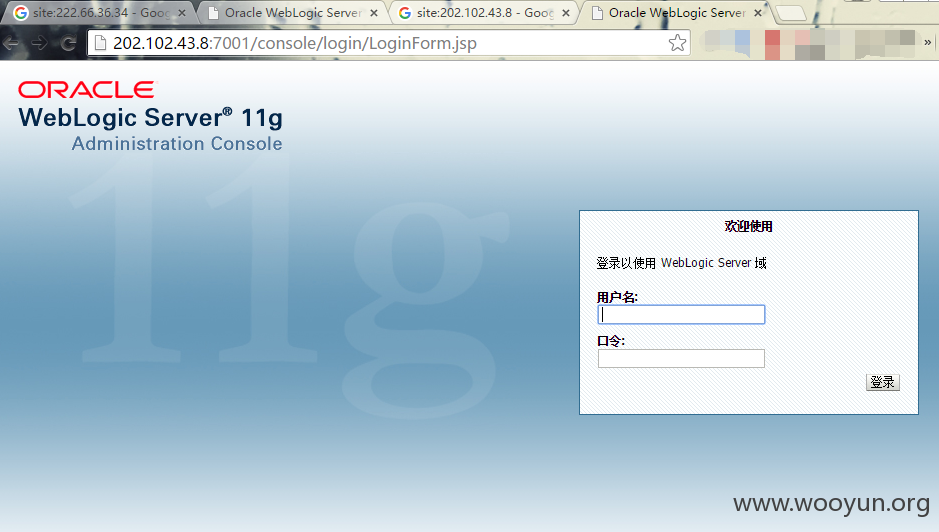 site:222.66.36.34 - Goo
Oracle WebLogic Server
site:202.102.43.8 - Goo
Oracle WebLogic Server
202.102.43.8:7001/console/login/LoginForm.jsp
ORACLE
WebLogic Server® 11g
Administration Console
11g
欢迎使用
登录以使用 WebLogic Server 域
用户名:
口令:
登录
www.wooyun.org